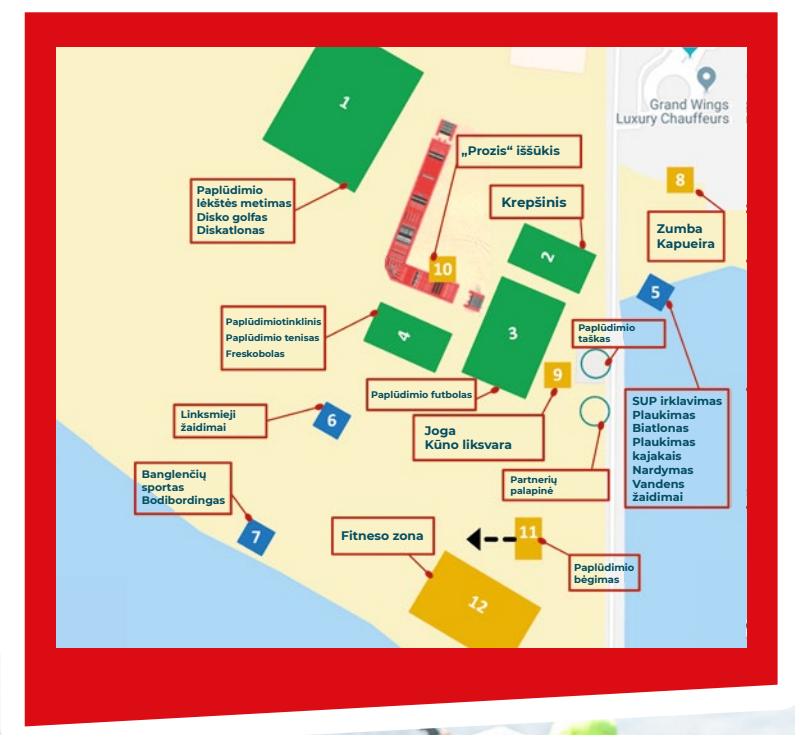 1
Grand Wings
Luxury Chauffeurs
„Prozis“ iššūkis
8
Paplūdimio
lėkštės metimas
Disko golfas
Diskatlonas
Krepšinis
Zumba
Kapueira
2
10
5
Paplūdimiotinklinis
Paplūdimio tenisas
Freskobolas
4
3
Paplūdimio
taškas
9
Paplūdimio futbolas
SUP irklavimas
Plaukimas
Biatlonas
Plaukimas
kajakais
Nardymas
Vandens
žaidimai
Linksmieji
žaidimai
6
Joga
Kūno liksvara
Banglenčių
sportas
Bodibordingas
Partnerių
palapinė
7
Fitneso zona
11
Paplūdimio
bėgimas
12